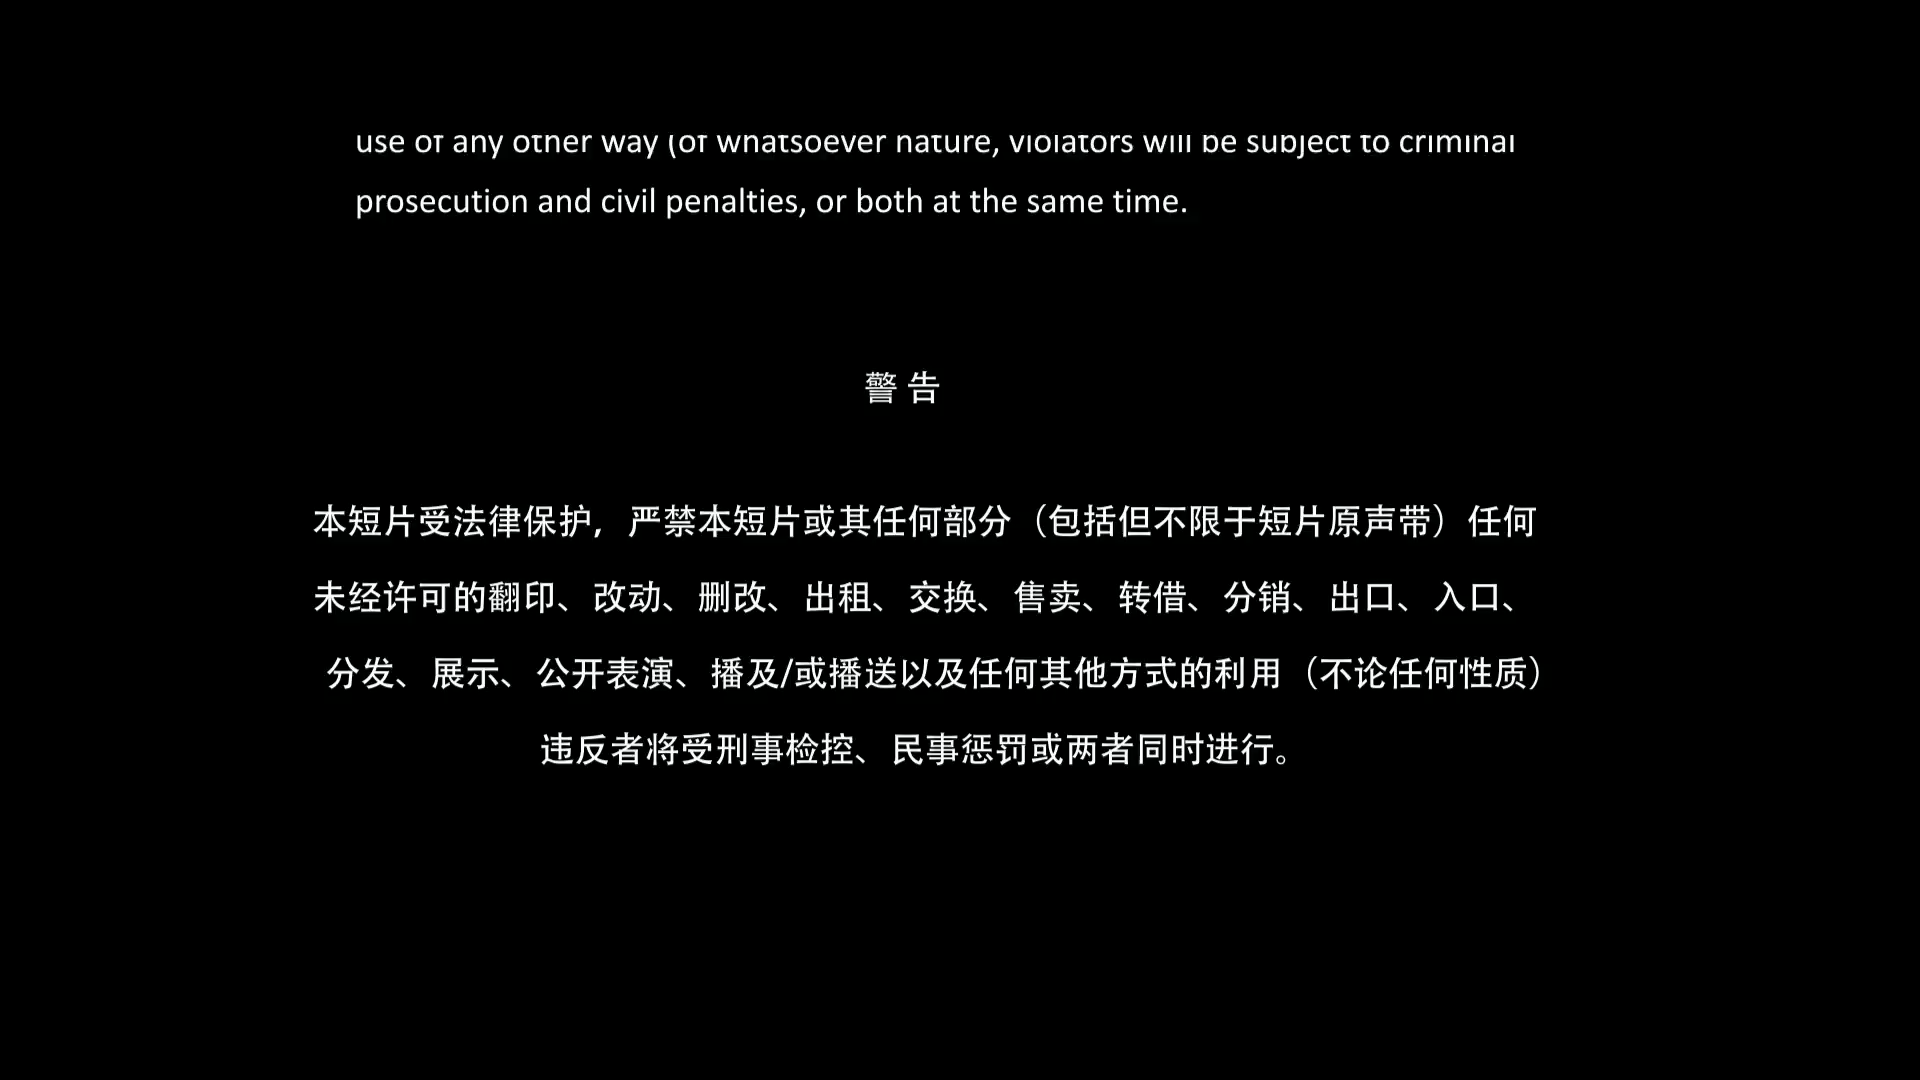 use of any other way (of whatsoever nature, violators will be subject to criminal
prosecution and civil penalties, or both at the same time.
警 告
本短片受法律保护，严禁本短片或其任何部分（包括但不限于短片原声带）任何
未经许可的翻印、改动、删改、出租、交换、售卖、转借、分销、出口、入口、
分发、展示、公开表演、播及/或播送以及任何其他方式的利用（不论任何性质）
违反者将受刑事检控、民事惩罚或两者同时进行。